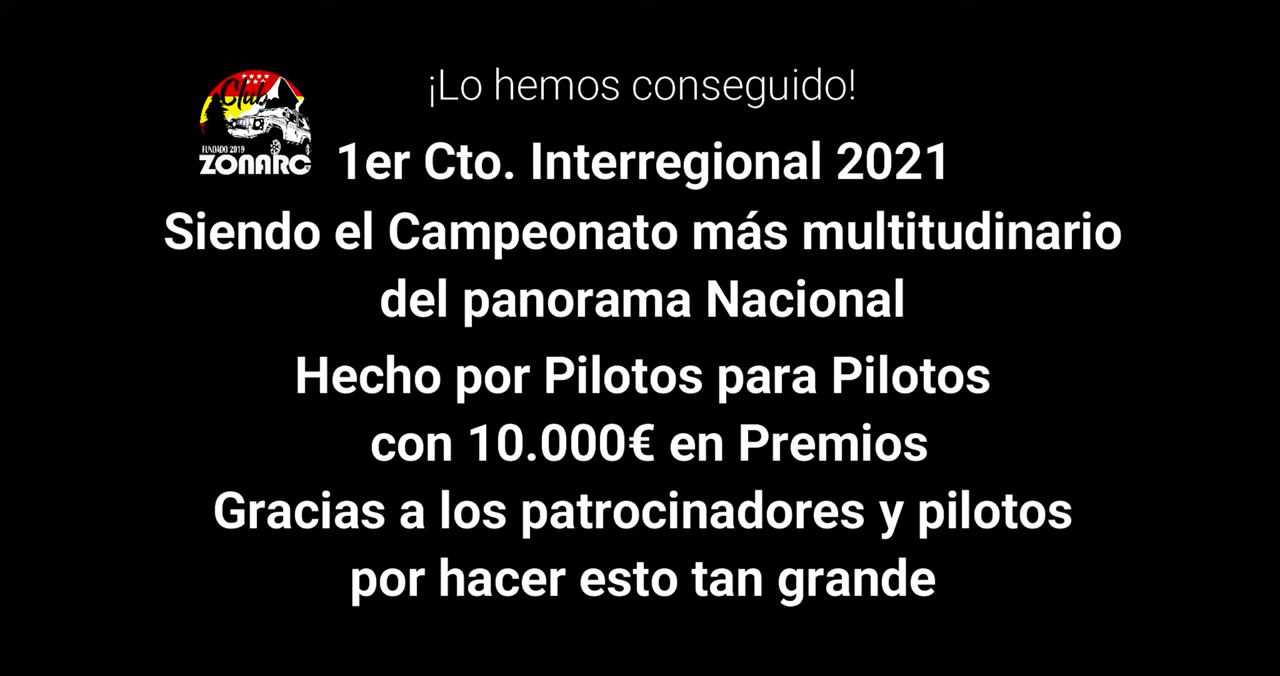 ¡Lo hemos conseguido!
Club
FUNDADO 2019
ZONARC
1er Cto. Interregional 2021
Siendo el Campeonato más multitudinario
del panorama Nacional
Hecho por Pilotos para Pilotos
con 10.000€ en Premios
Gracias a los patrocinadores y pilotos
por hacer esto tan grande